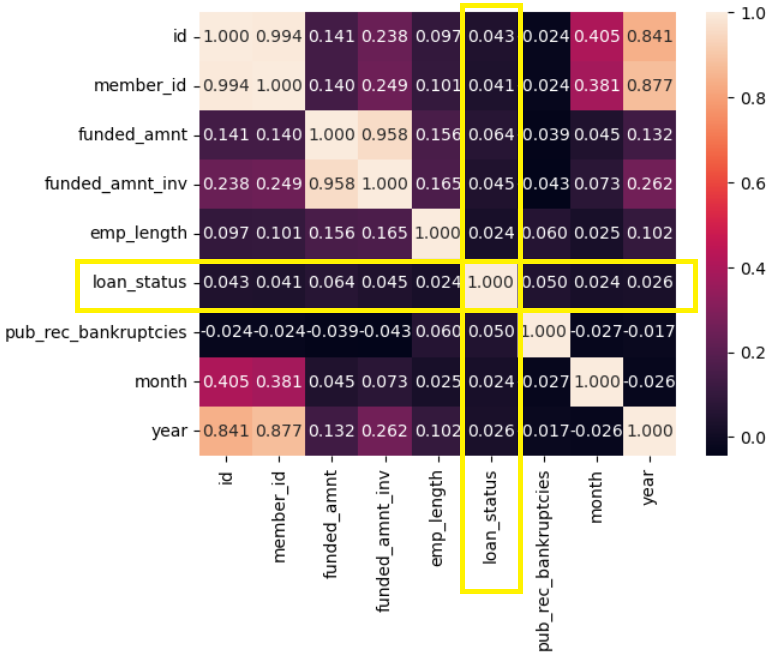 id 1.000 0.994 0.141 0.238 0.097 0.043 0.024 0.405 0.841
member_id 0.994 1.000 0.140 0.249 0.101 0.041 0.024 0.381 0.877
funded_amnt 0.141 0.140 1.000 0.958 0.156 0.064 0.039 0.045 0.132
funded_amnt_inv 0.238 0.249 0.958 1.000 0.165 0.045 0.043 0.073 0.262
emp_length 0.097 0.101 0.156 0.165 1.000 0.024 0.060 0.025 0.102
loan_status 0.043 0.041 0.064 0.045 0.024 1.000 0.050 0.024 0.026
pub_rec_bankruptcies -0.024 -0.024 -0.039 -0.043 0.060 0.050 1.000 -0.027 -0.017
month 0.405 0.381 0.045 0.073 0.025 0.024 0.027 1.000 -0.026
year 0.841 0.877 0.132 0.262 0.102 0.026 0.017 -0.026 1.000
id
member_id
funded_amnt
funded_amnt_inv
emp_length
loan_status
pub_rec_bankruptcies
month
year
1.0
0.8
0.6
0.4
0.2
0.0